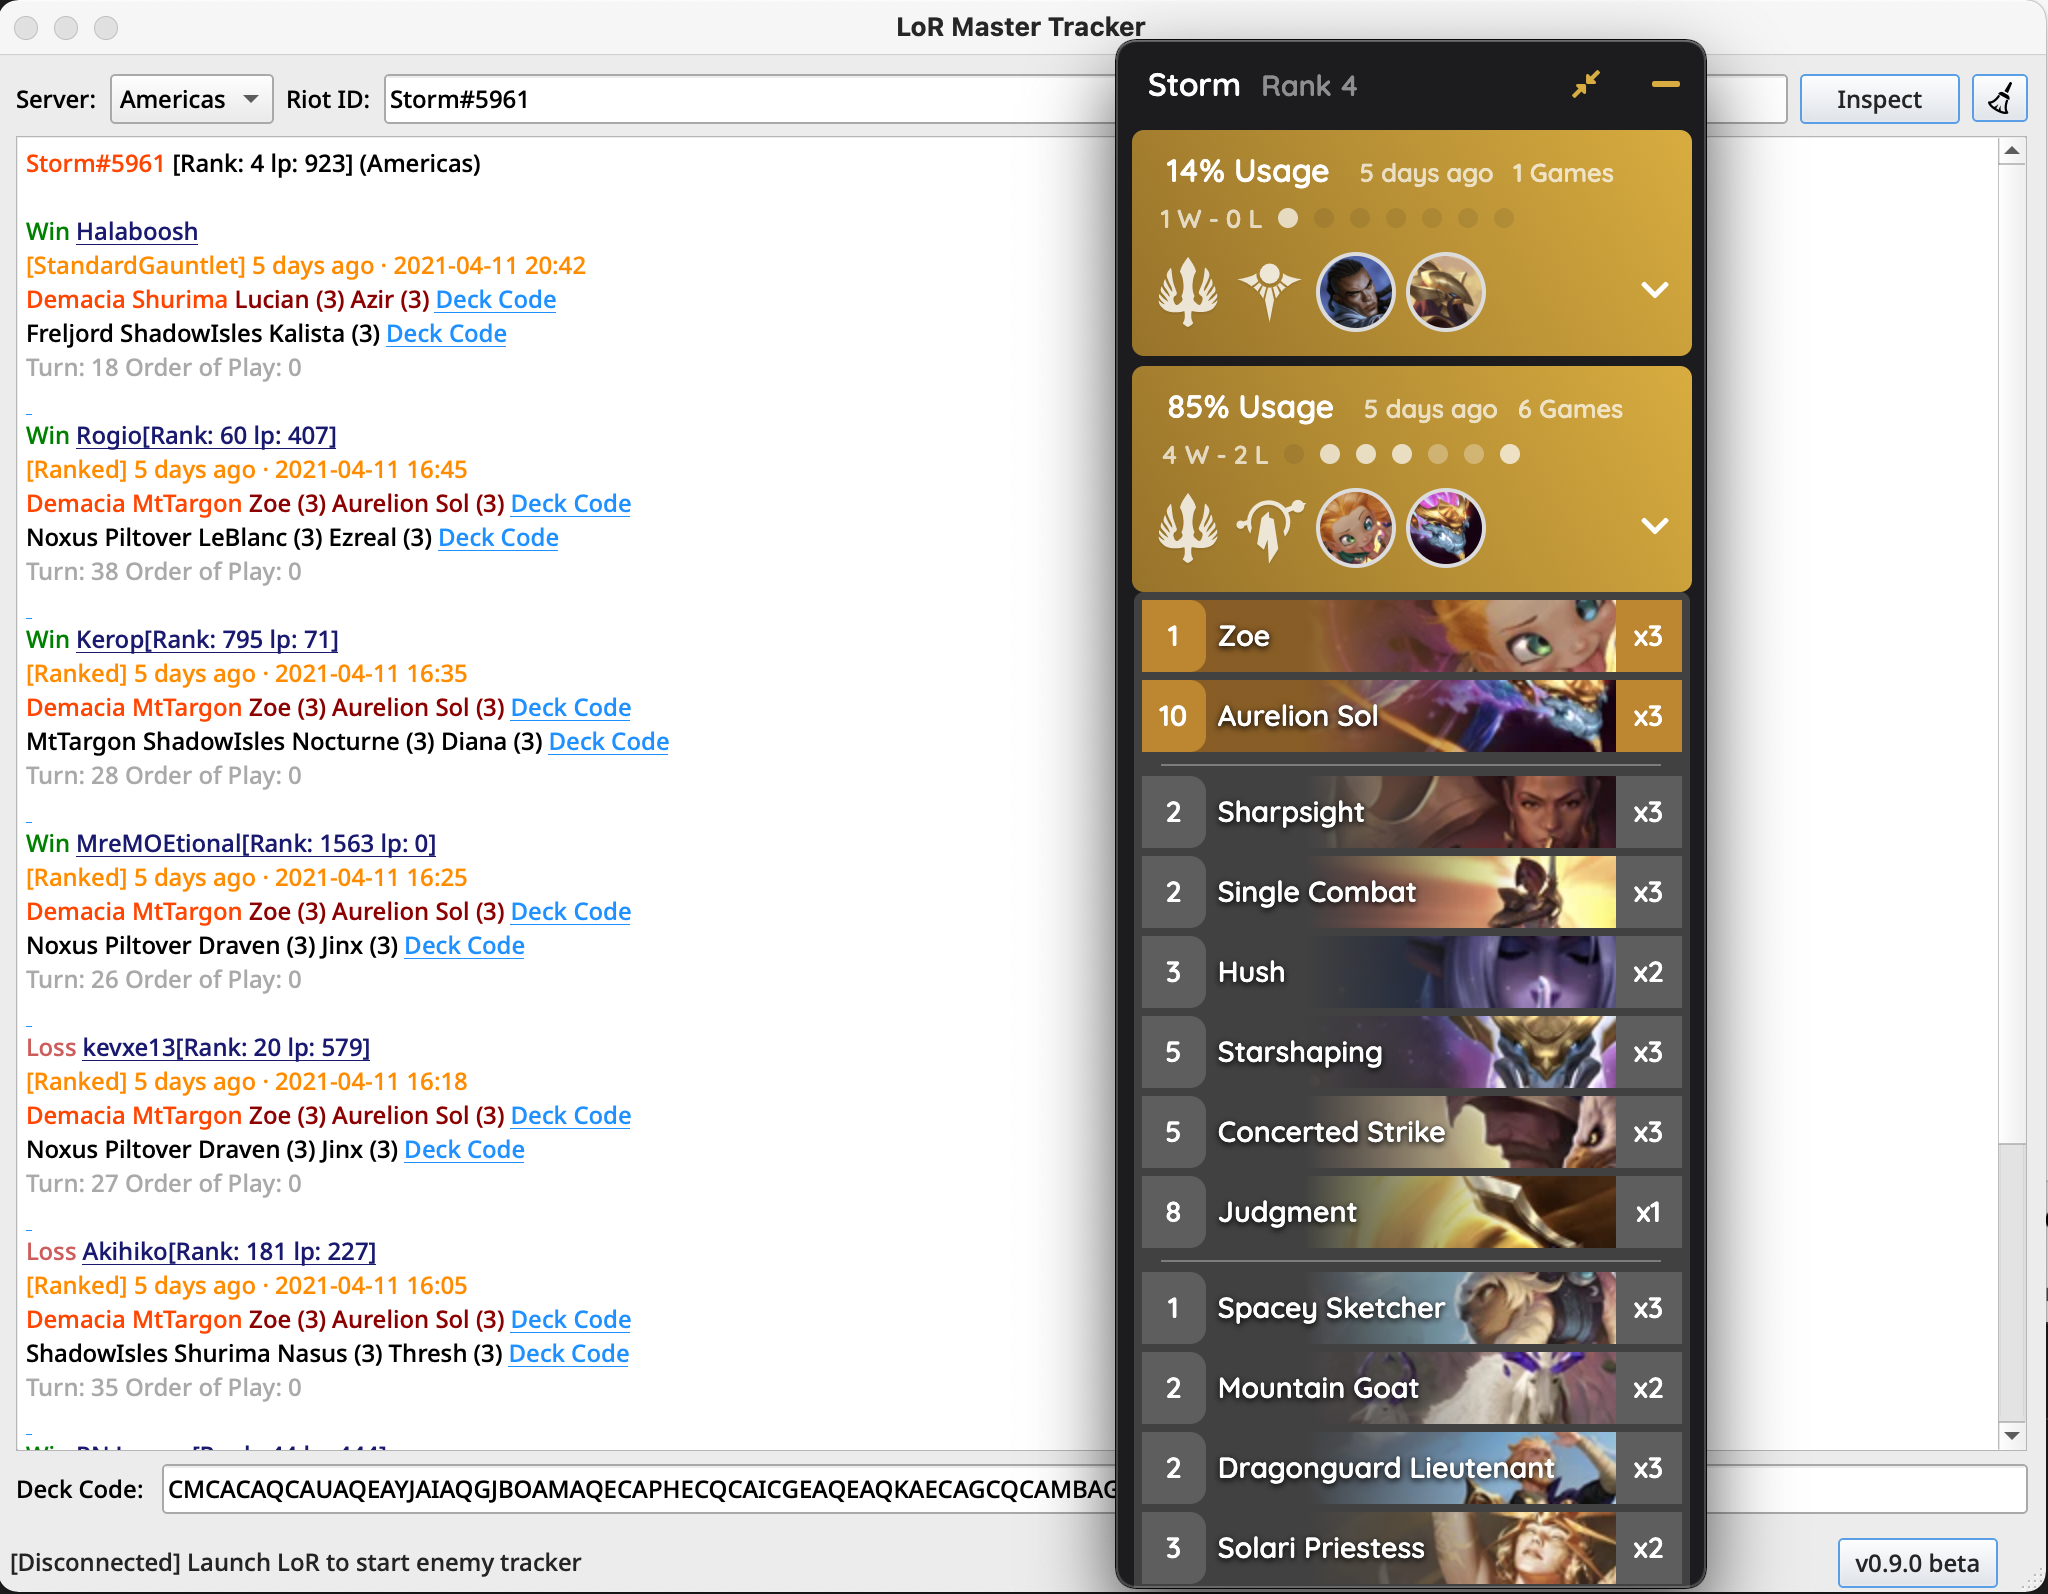 LoR Master Tracker
Server: Americas Riot ID: Storm#5961 Inspect
Storm#5961 [Rank: 4 lp: 923] (Americas)
Win Halaboosh
[StandardGauntlet] 5 days ago · 2021-04-11 20:42
Demacia Shurima Lucian (3) Azir (3) Deck Code
Freljord ShadowIsles Kalista (3) Deck Code
Turn: 18 Order of Play: 0
Win Rogio[Rank: 60 lp: 407]
[Ranked] 5 days ago · 2021-04-11 16:45
Demacia MtTargon Zoe (3) Aurelion Sol (3) Deck Code
Noxus Piltover LeBlanc (3) Ezreal (3) Deck Code
Turn: 38 Order of Play: 0
Win Kerop[Rank: 795 lp: 71]
[Ranked] 5 days ago · 2021-04-11 16:35
Demacia MtTargon Zoe (3) Aurelion Sol (3) Deck Code
MtTargon ShadowIsles Nocturne (3) Diana (3) Deck Code
Turn: 28 Order of Play: 0
Win MreMOEtional[Rank: 1563 lp: 0]
[Ranked] 5 days ago · 2021-04-11 16:25
Demacia MtTargon Zoe (3) Aurelion Sol (3) Deck Code
Noxus Piltover Draven (3) Jinx (3) Deck Code
Turn: 26 Order of Play: 0
Loss kevxe13[Rank: 20 lp: 579]
[Ranked] 5 days ago · 2021-04-11 16:18
Demacia MtTargon Zoe (3) Aurelion Sol (3) Deck Code
Noxus Piltover Draven (3) Jinx (3) Deck Code
Turn: 27 Order of Play: 0
Loss Akihiko[Rank: 181 lp: 227]
[Ranked] 5 days ago · 2021-04-11 16:05
Demacia MtTargon Zoe (3) Aurelion Sol (3) Deck Code
ShadowIsles Shurima Nasus (3) Thresh (3) Deck Code
Turn: 35 Order of Play: 0
Deck Code: CMCACAQCAUAQEAYJAIAQGJBOAMAQECAPHECQCAICGEAQEAQKAECAGCQCAMBAG
[Disconnected] Launch LoR to start enemy tracker
v0.9.0 beta
Storm Rank 4
14% Usage 5 days ago 1 Games
1 W - 0 L
85% Usage 5 days ago 6 Games
4 W - 2 L
1 Zoe x3
10 Aurelion Sol x3
2 Sharpsight x3
2 Single Combat x3
3 Hush x2
5 Starshaping x3
5 Concerted Strike x3
8 Judgment x1
1 Spacey Sketcher x3
2 Mountain Goat x2
2 Dragonguard Lieutenant x3
3 Solari Priestess x2